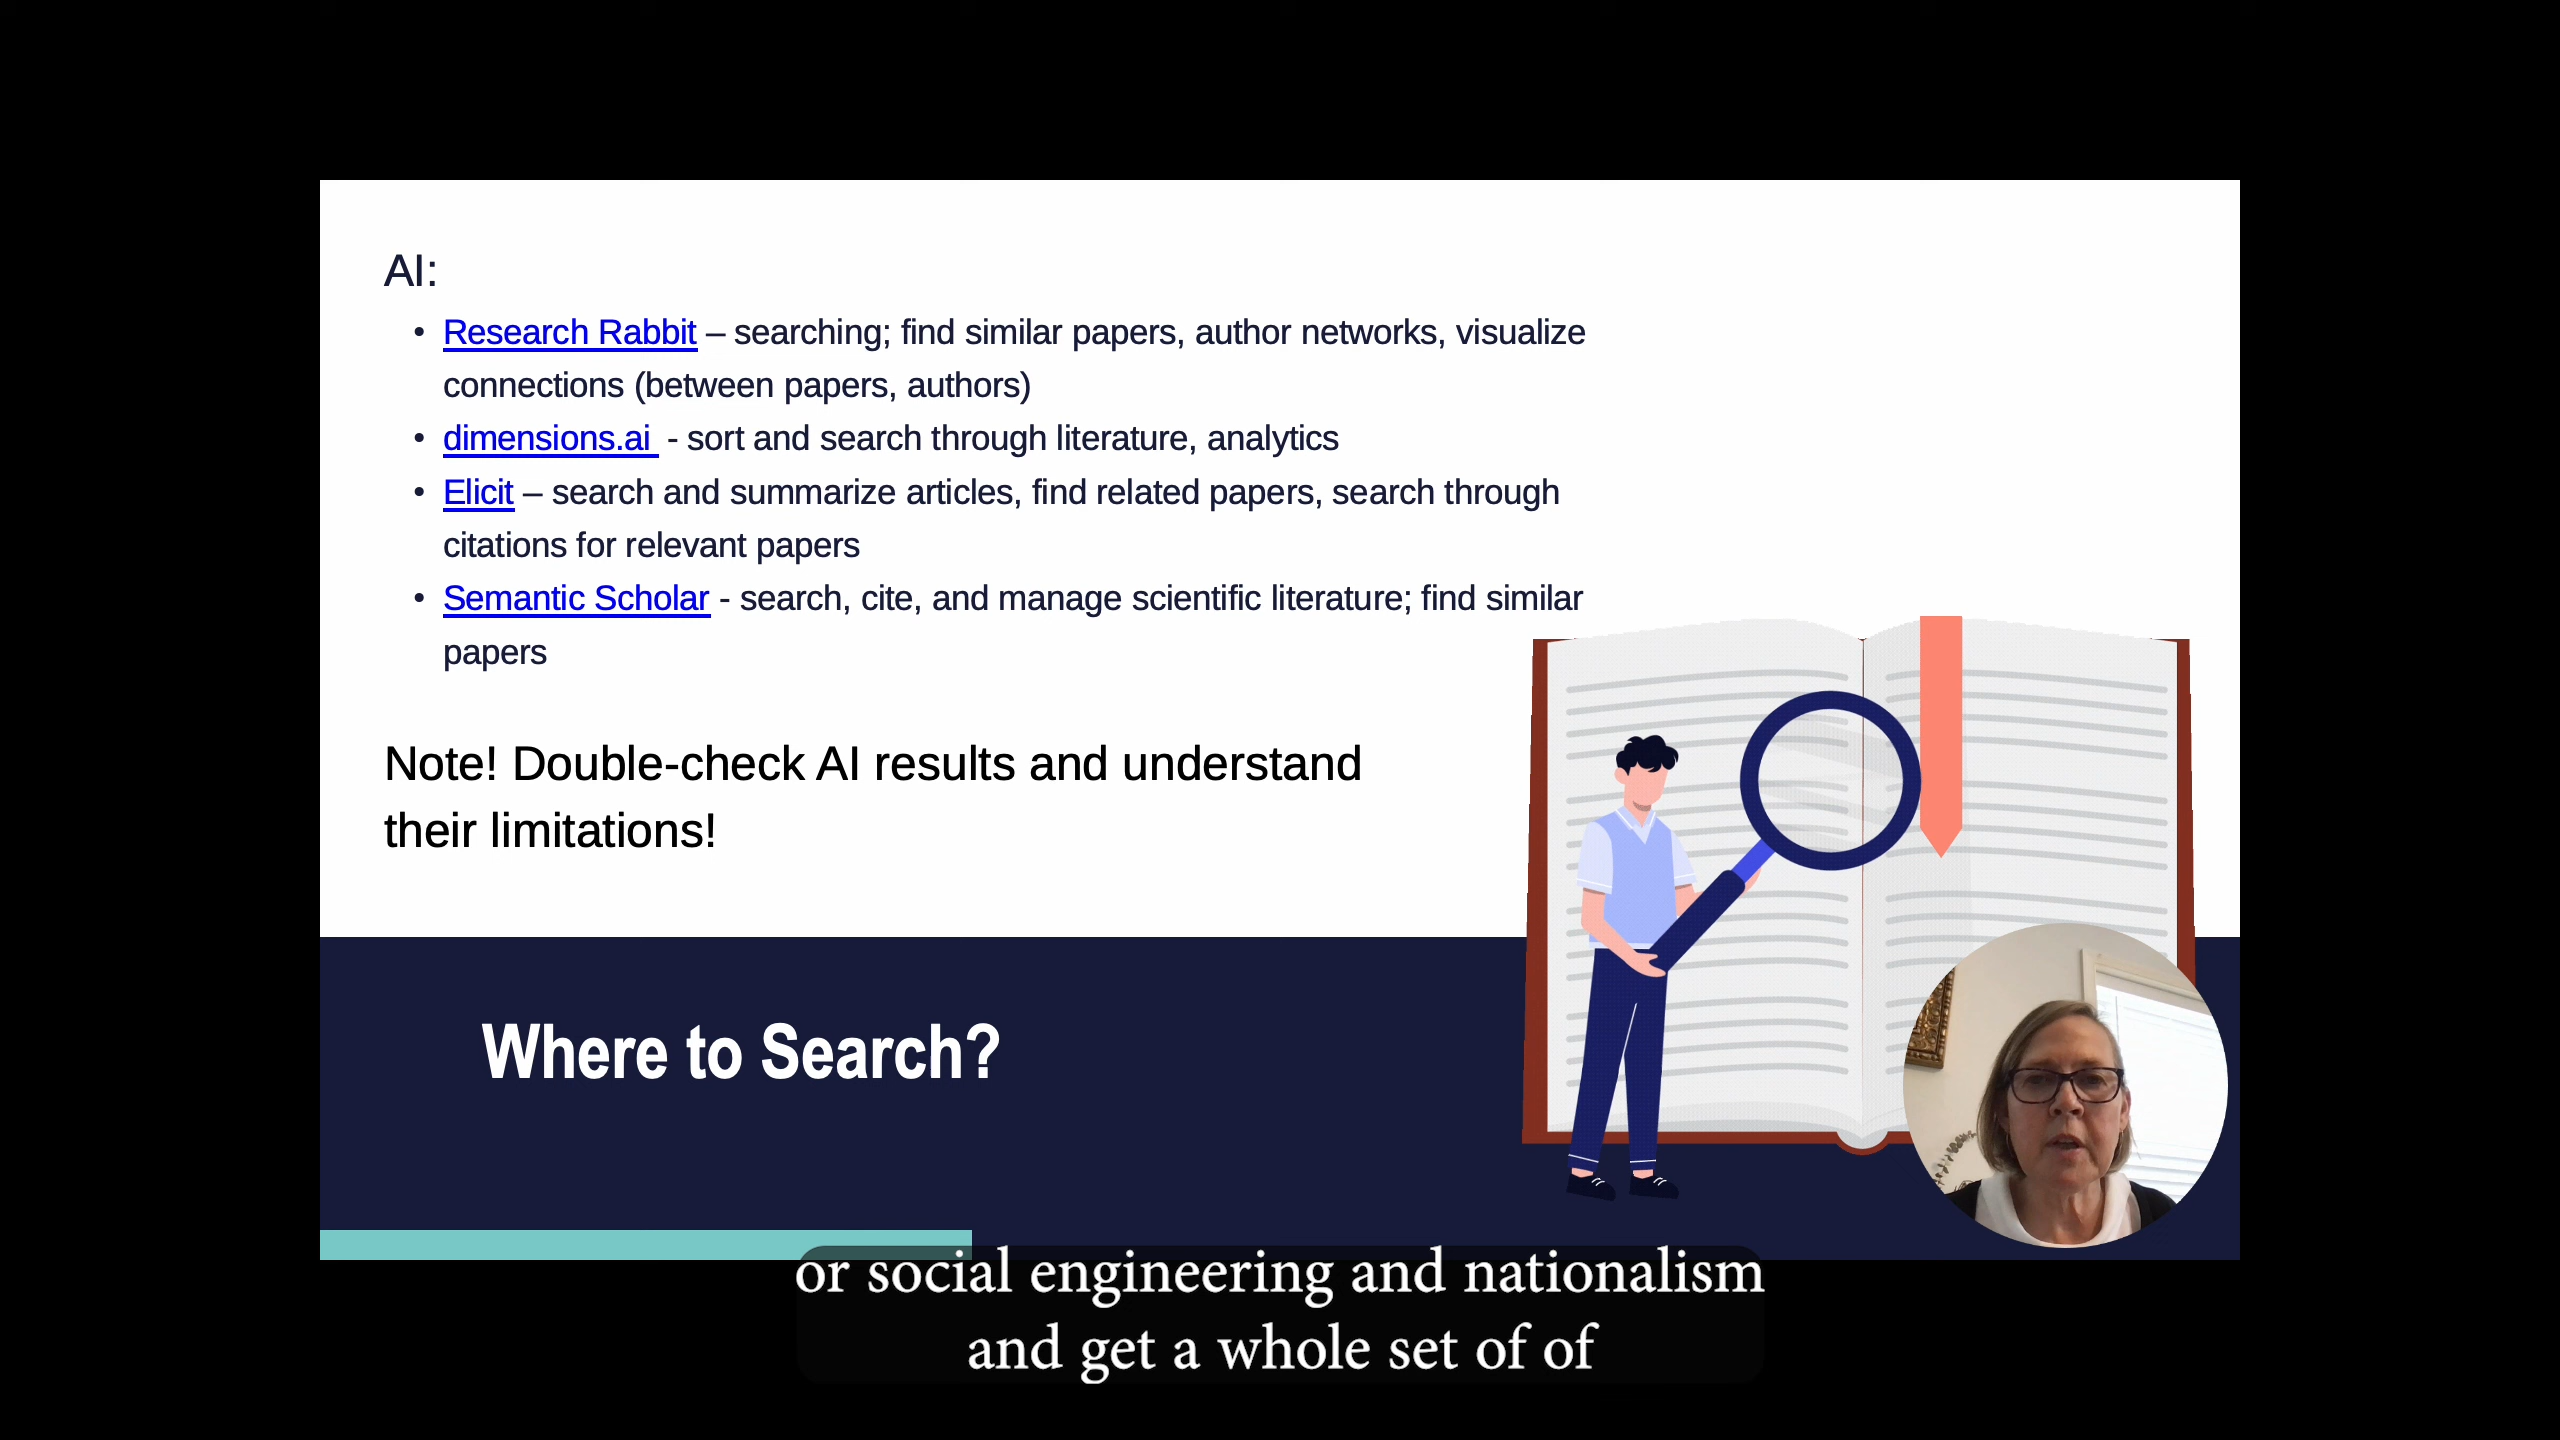 AI:
• Research Rabbit – searching; find similar papers, author networks, visualize
connections (between papers, authors)
• dimensions.ai - sort and search through literature, analytics
• Elicit – search and summarize articles, find related papers, search through
citations for relevant papers
• Semantic Scholar - search, cite, and manage scientific literature; find similar
papers
Note! Double-check AI results and understand
their limitations!
Where to Search?
or social engineering and nationalism
and get a whole set of of